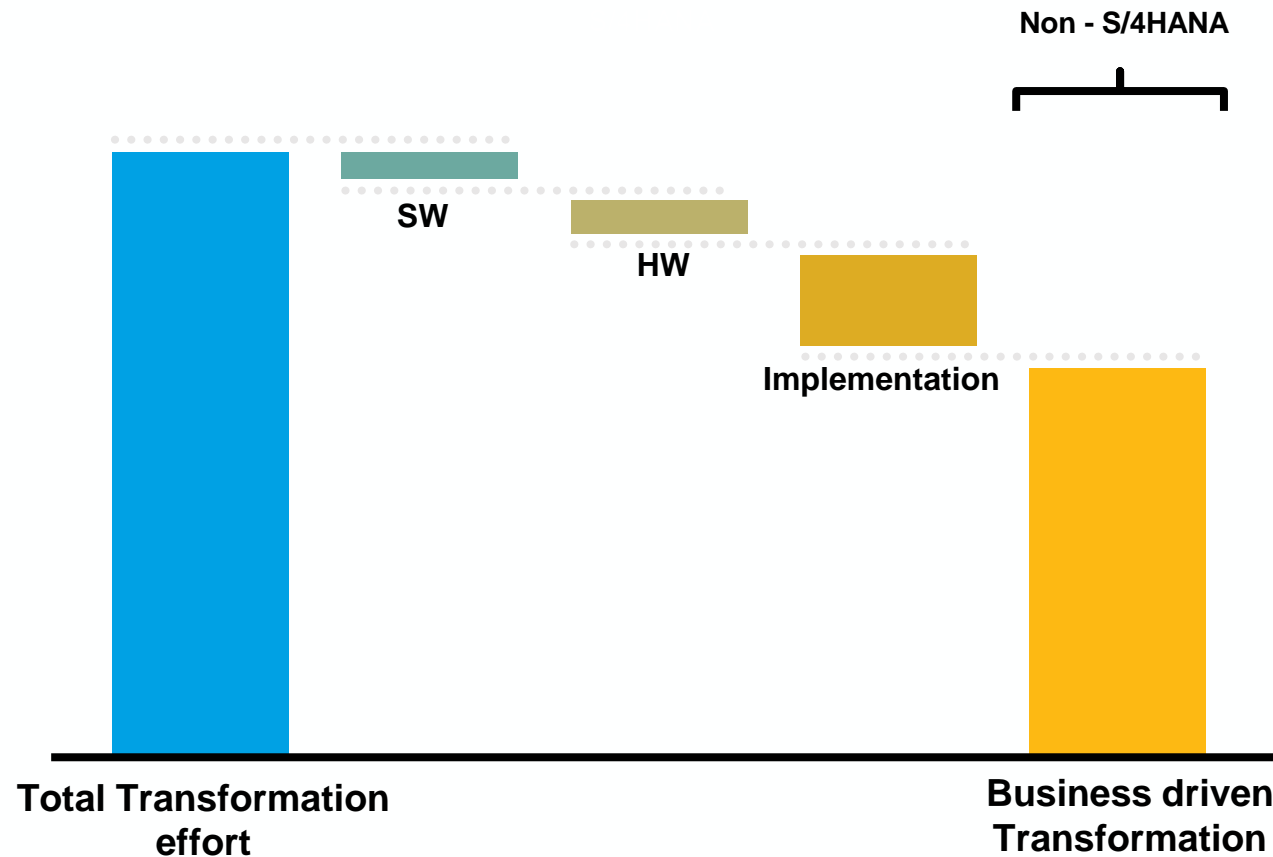 Non - S/4HANA
SW
HW
Implementation
Total Transformation
effort
Business driven
Transformation